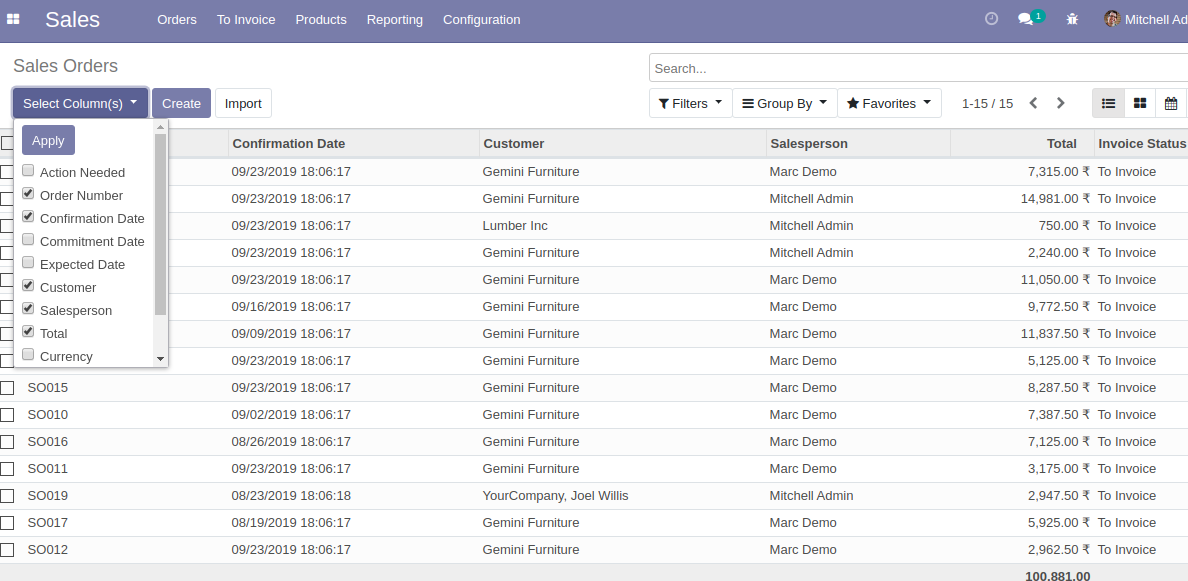 Sales Orders To Invoice Products Reporting Configuration 1 Mitchell Ad
Sales Orders
Search...
Select Column(s) Create Import Filters Group By Favorites 1-15 / 15
Apply
Confirmation Date Customer Salesperson Total Invoice Status
Action Needed
Order Number
Confirmation Date
Commitment Date
Expected Date
Customer
Salesperson
Total
Currency
09/23/2019 18:06:17 Gemini Furniture Marc Demo 7,315.00 ₹ To Invoice
09/23/2019 18:06:17 Gemini Furniture Mitchell Admin 14,981.00 ₹ To Invoice
09/23/2019 18:06:17 Lumber Inc Mitchell Admin 750.00 ₹ To Invoice
09/23/2019 18:06:17 Gemini Furniture Mitchell Admin 2,240.00 ₹ To Invoice
09/23/2019 18:06:17 Gemini Furniture Marc Demo 11,050.00 ₹ To Invoice
09/16/2019 18:06:17 Gemini Furniture Marc Demo 9,772.50 ₹ To Invoice
09/09/2019 18:06:17 Gemini Furniture Marc Demo 11,837.50 ₹ To Invoice
09/23/2019 18:06:17 Gemini Furniture Marc Demo 5,125.00 ₹ To Invoice
SO015 09/23/2019 18:06:17 Gemini Furniture Marc Demo 8,287.50 ₹ To Invoice
SO010 09/02/2019 18:06:17 Gemini Furniture Marc Demo 7,387.50 ₹ To Invoice
SO016 08/26/2019 18:06:17 Gemini Furniture Marc Demo 7,125.00 ₹ To Invoice
SO011 09/23/2019 18:06:17 Gemini Furniture Marc Demo 3,175.00 ₹ To Invoice
SO019 08/23/2019 18:06:18 YourCompany, Joel Willis Mitchell Admin 2,947.50 ₹ To Invoice
SO017 08/19/2019 18:06:17 Gemini Furniture Marc Demo 5,925.00 ₹ To Invoice
SO012 09/23/2019 18:06:17 Gemini Furniture Marc Demo 2,962.50 ₹ To Invoice
100,881.00